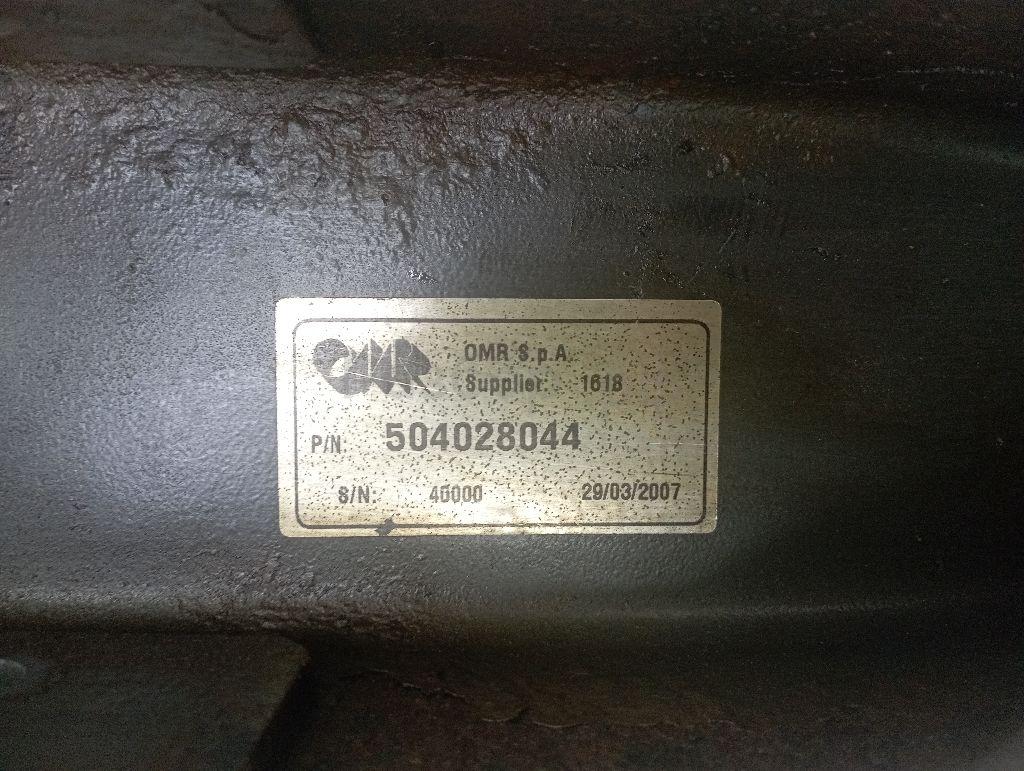 OMR
OMR S.p.A.
Supplier: 1618
P/N. 504028044
S/N: 40000 29/03/2007